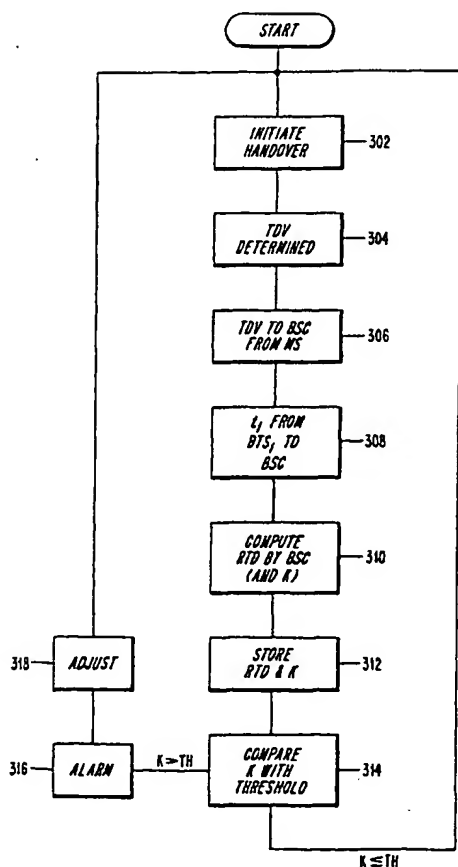 START
INITIATE
HANDOVER
302
TDV
DETERMINED
304
TDV TO BSC
FROM MS
306
t₁ FROM
BTS₁ TO
BSC
308
COMPUTE
RTD BY BSC
(AND K)
310
318
ADJUST
STORE
RTD & K
312
316
ALARM
K>TH
COMPARE
K WITH
THRESHOLD
314
K≦TH